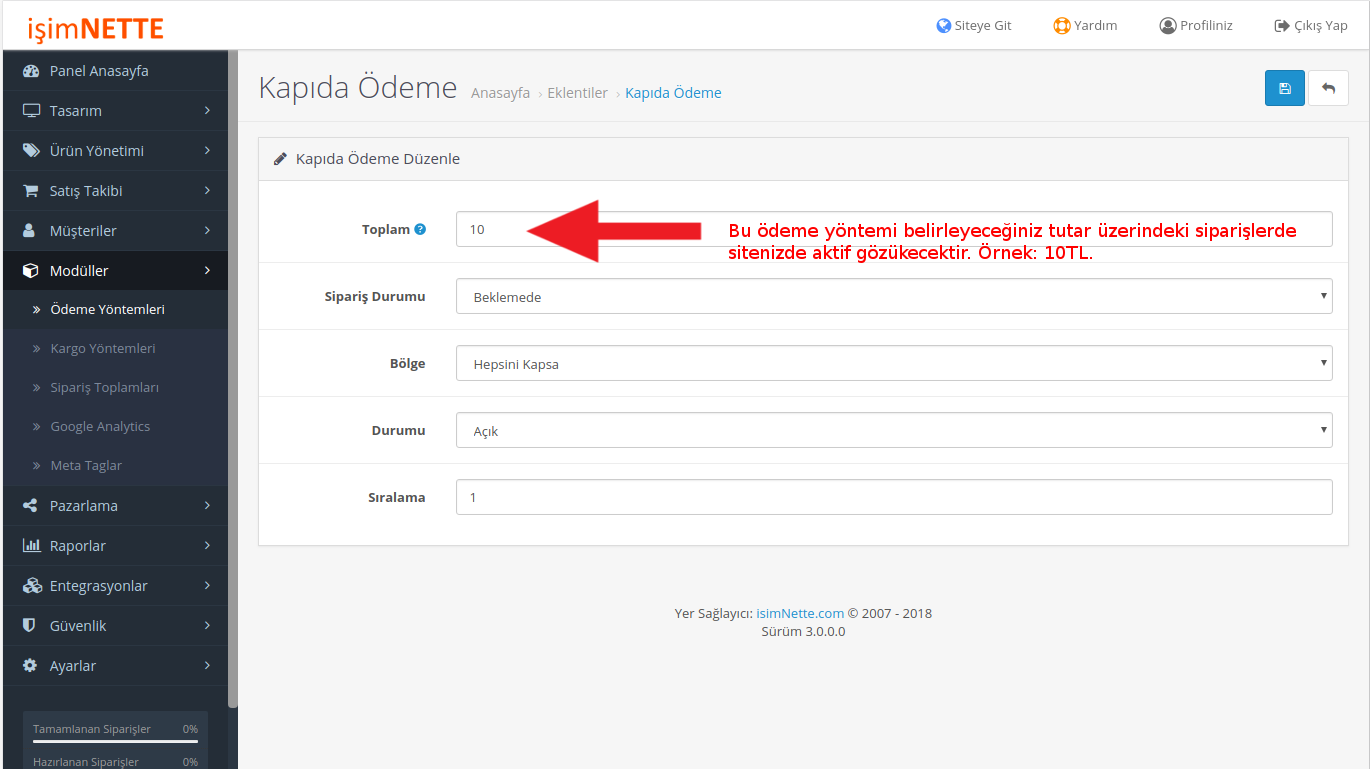 işimNETTE
Siteye Git
Yardım
Profiliniz
Çıkış Yap
Panel Anasayfa
Tasarım
Ürün Yönetimi
Satış Takibi
Müşteriler
Modüller
» Ödeme Yöntemleri
» Kargo Yöntemleri
» Sipariş Toplamları
» Google Analytics
» Meta Taglar
Pazarlama
Raporlar
Entegrasyonlar
Güvenlik
Ayarlar
Tamamlanan Siparişler 0%
Hazırlanan Siparişler 0%
Kapıda Ödeme Anasayfa › Eklentiler › Kapıda Ödeme
Kapıda Ödeme Düzenle
Toplam ? 10
Bu ödeme yöntemi belirleyeceğiniz tutar üzerindeki siparişlerde
sitenizde aktif gözükecektir. Örnek: 10TL.
Sipariş Durumu Beklemede
Bölge Hepsini Kapsa
Durumu Açık
Sıralama 1
Yer Sağlayıcı: isimNette.com © 2007 - 2018
Sürüm 3.0.0.0